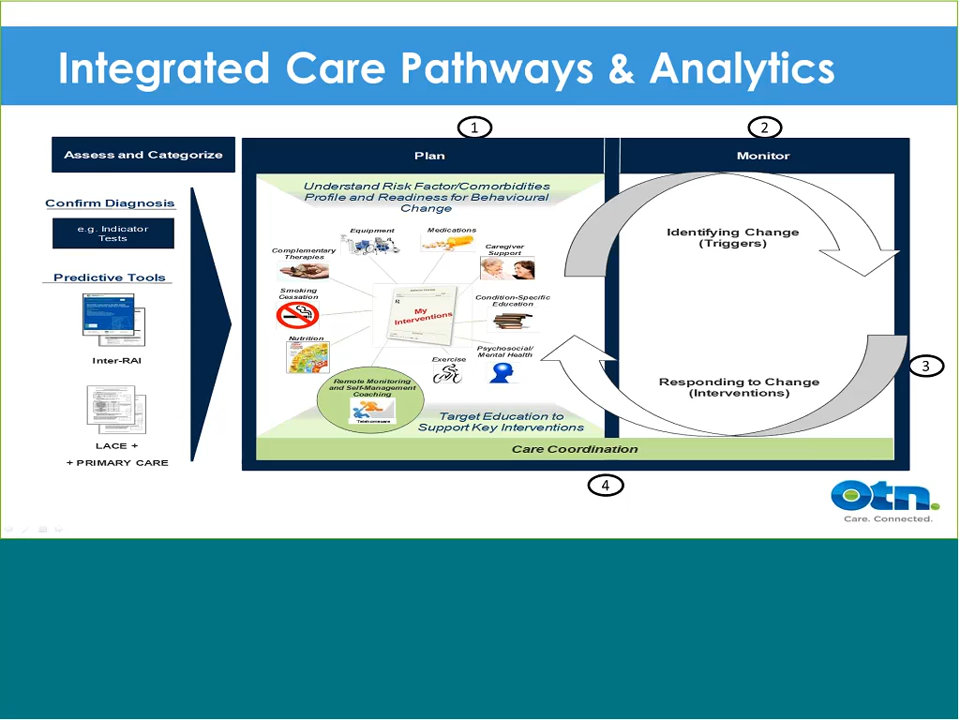 Integrated Care Pathways & Analytics
1
2
Assess and Categorize
Plan
Monitor
Confirm Diagnosis
e.g. Indicator
Tests
Predictive Tools
Inter-RAI
LACE +
+ PRIMARY CARE
Understand Risk Factor/Comorbidities
Profile and Readiness for Behavioural
Change
Equipment
Medications
Complementary
Therapies
Caregiver
Support
Smoking
Cessation
Condition-Specific
Education
My
Interventions
Nutrition
Psychosocial/
Mental Health
Exercise
Remote Monitoring
and Self-Management
Coaching
Telehomecare
Target Education to
Support Key Interventions
Identifying Change
(Triggers)
3
Responding to Change
(Interventions)
Care Coordination
4
Otn.
Care. Connected.